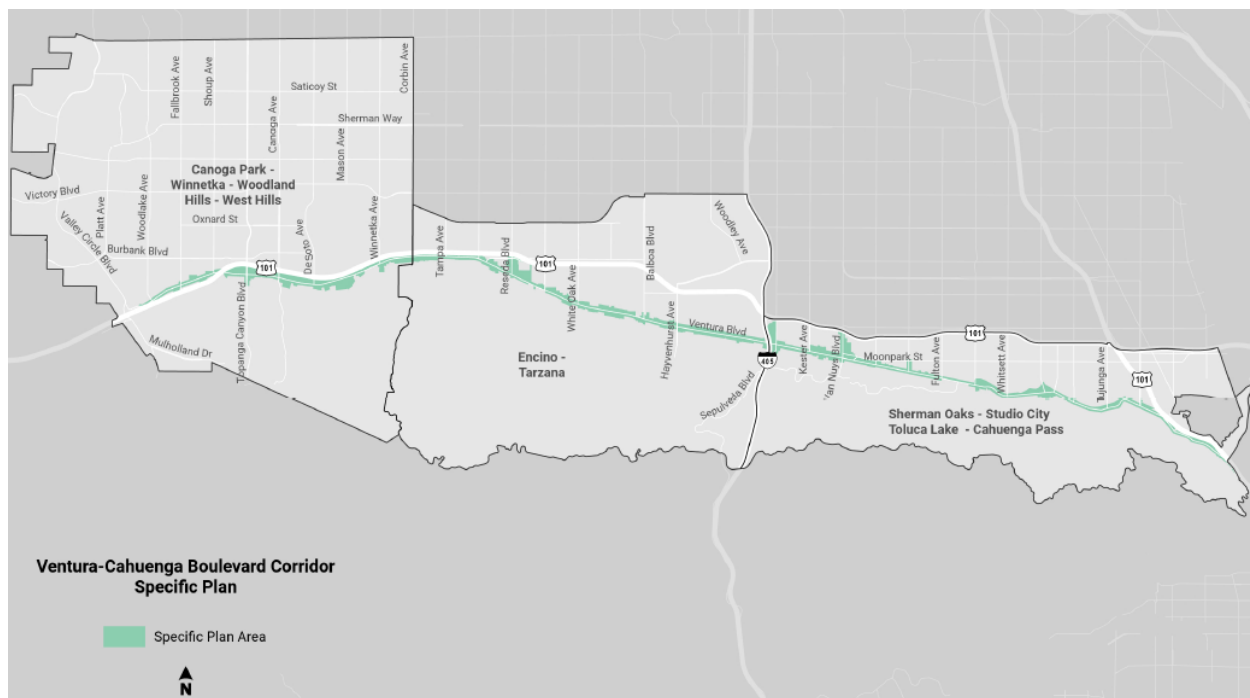 Corbin Ave
Fallbrook Ave
Shoup Ave
Saticoy St
Canoga Ave
Sherman Way
Mason Ave
Canoga Park -
Winnetka - Woodland
Hills - West Hills
Victory Blvd
Platt Ave
Woodlake Ave
Oxnard St
Winnetka Ave
Valley Circle Blvd
Burbank Blvd
DeSoto Ave
101
Topanga Canyon Blvd
Mulholland Dr
Tampa Ave
Reseda Blvd
101
White Oak Ave
Balboa Blvd
Woodley Ave
Hayvenhurst Ave
Ventura Blvd
Encino -
Tarzana
405
Sepulveda Blvd
Kester Ave
Van Nuys Blvd
Moonpark St
Fulton Ave
101
Whitsett Ave
Tujunga Ave
101
Sherman Oaks - Studio City
Toluca Lake - Cahuenga Pass
Ventura-Cahuenga Boulevard Corridor
Specific Plan
Specific Plan Area
N